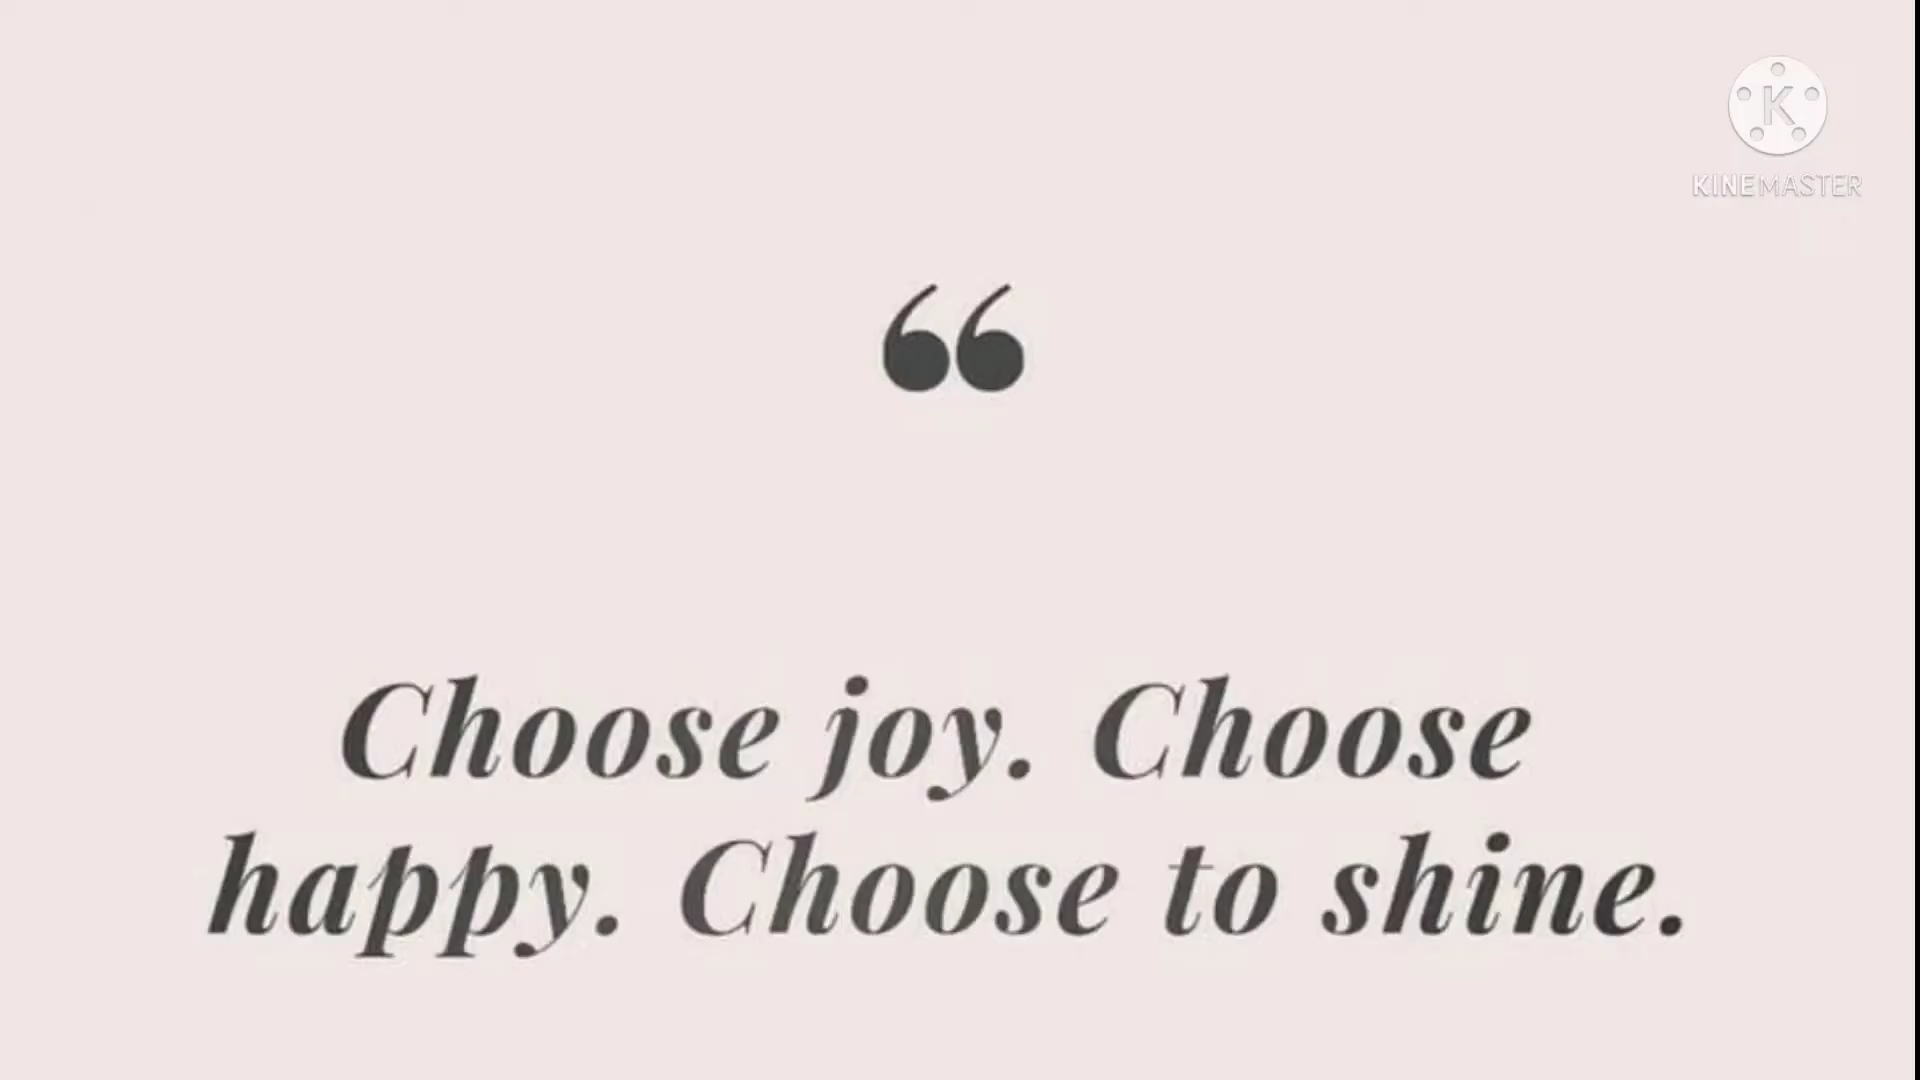 K
KINEMASTER
“
Choose joy. Choose
happy. Choose to shine.